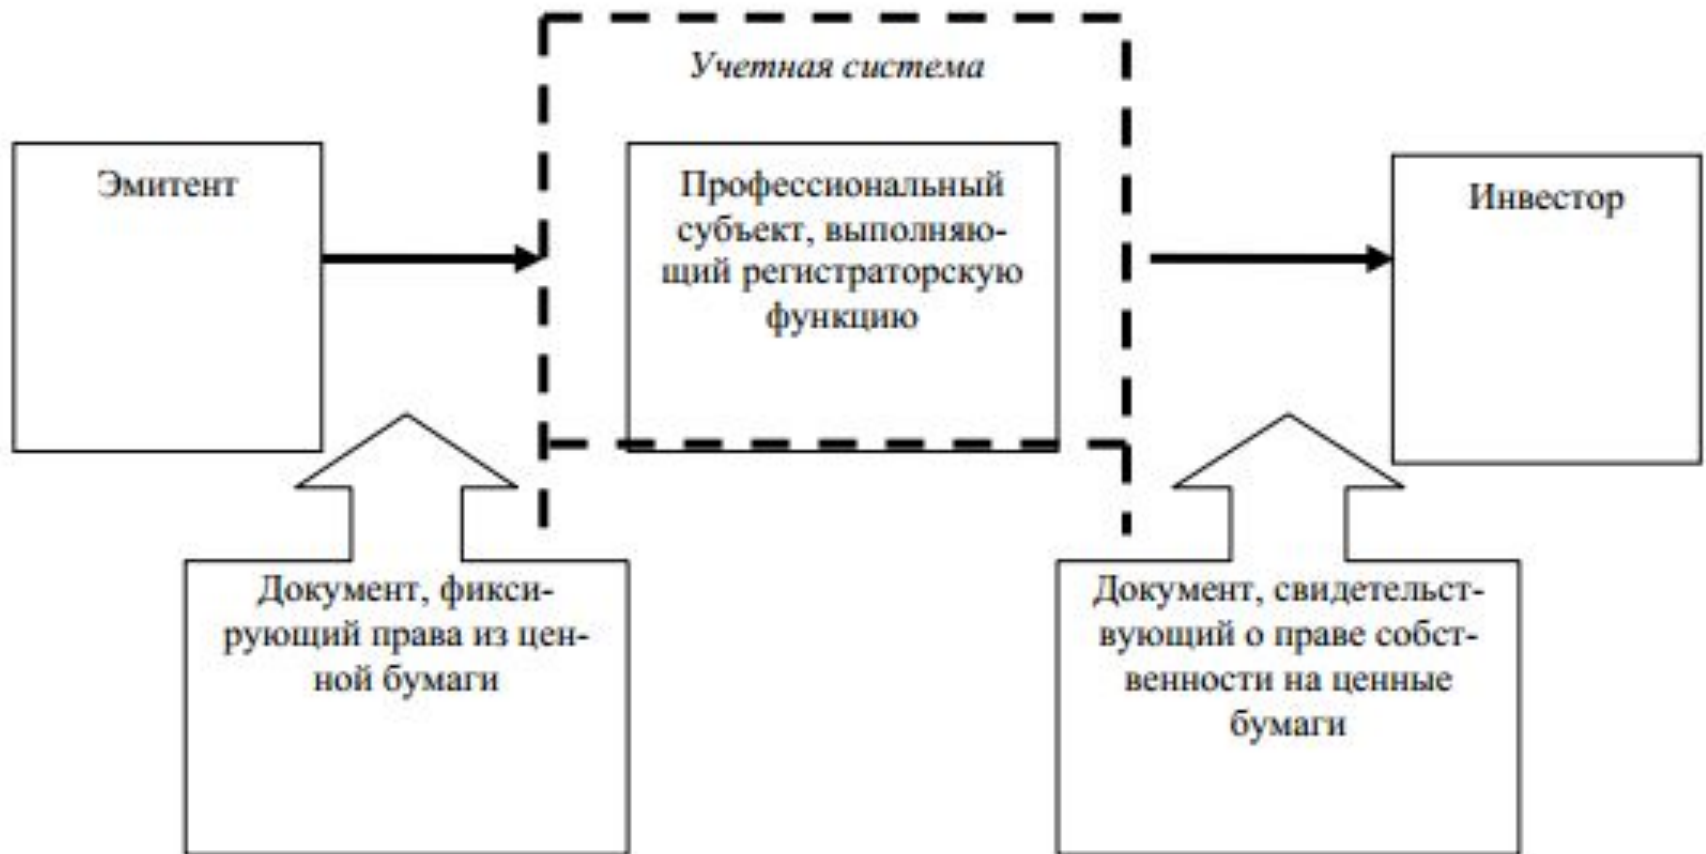 Учетная система
Эмитент
Профессиональный
субъект, выполняю-
щий регистраторскую
функцию
Инвестор
Документ, фикси-
рующий права из цен-
ной бумаги
Документ, свидетельст-
вующий о праве собст-
венности на ценные
бумаги